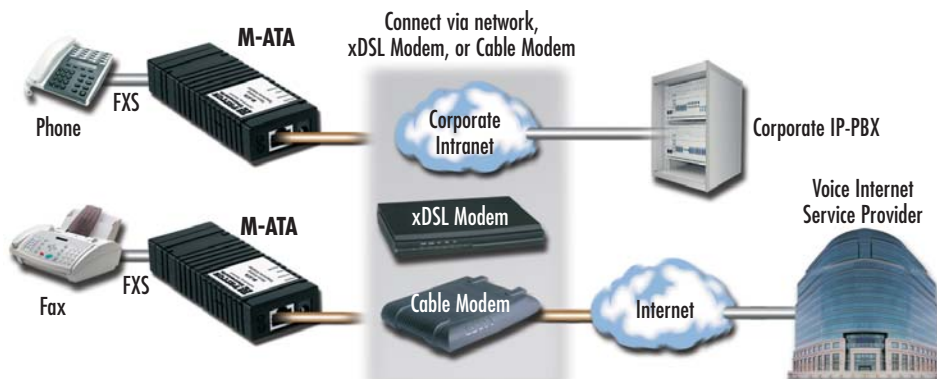 Connect via network,
xDSL Modem, or Cable Modem
M-ATA
FXS
Phone
Corporate
Intranet
Corporate IP-PBX
Voice Internet
Service Provider
xDSL Modem
M-ATA
FXS
Fax
Cable Modem
Internet